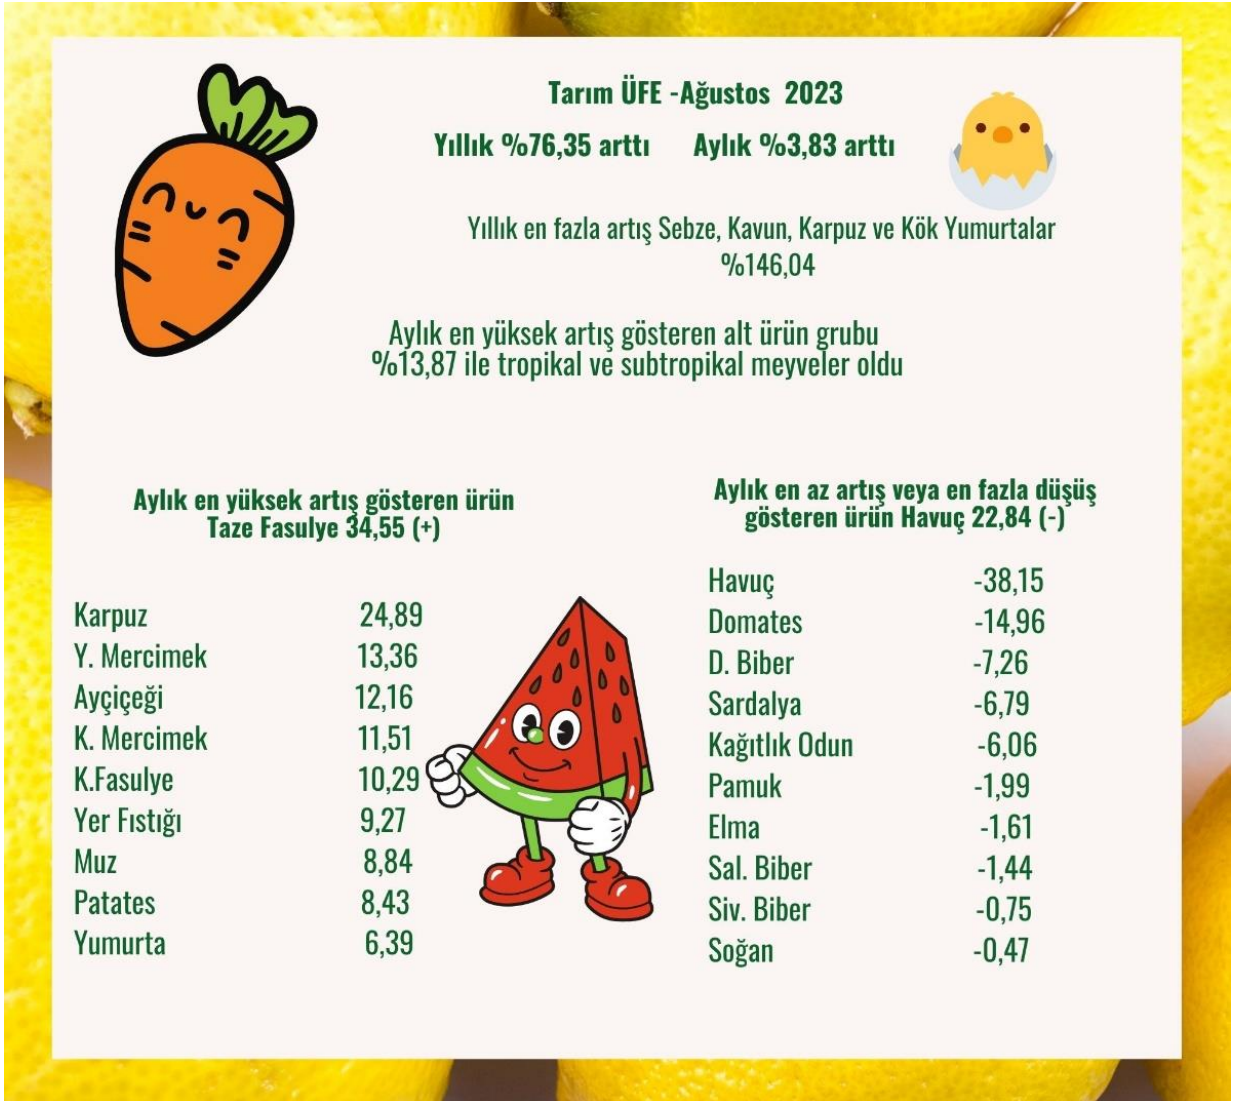 Tarım ÜFE -Ağustos 2023
Yıllık %76,35 arttı Aylık %3,83 arttı
Yıllık en fazla artış Sebze, Kavun, Karpuz ve Kök Yumurtalar
%146,04
Aylık en yüksek artış gösteren alt ürün grubu
%13,87 ile tropikal ve subtropikal meyveler oldu
Aylık en yüksek artış gösteren ürün
Taze Fasulye 34,55 (+)
Karpuz 24,89
Y. Mercimek 13,36
Ayçiçeği 12,16
K. Mercimek 11,51
K.Fasulye 10,29
Yer Fıstığı 9,27
Muz 8,84
Patates 8,43
Yumurta 6,39
Aylık en az artış veya en fazla düşüş
gösteren ürün Havuç 22,84 (-)
Havuç -38,15
Domates -14,96
D. Biber -7,26
Sardalya -6,79
Kağıtlık Odun -6,06
Pamuk -1,99
Elma -1,61
Sal. Biber -1,44
Siv. Biber -0,75
Soğan -0,47